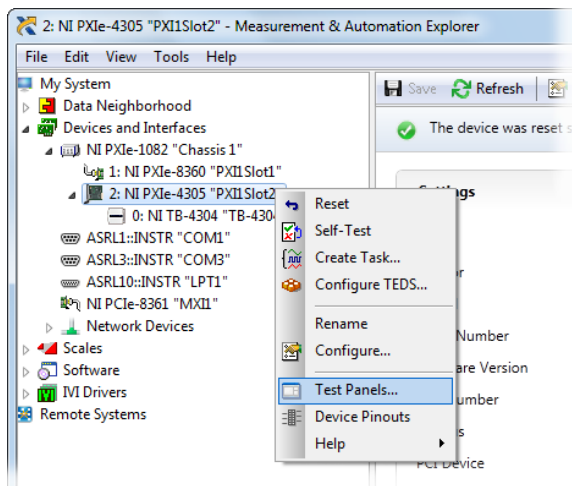 2: NI PXIe-4305 "PXI1Slot2" - Measurement & Automation Explorer
File Edit View Tools Help
My System
Data Neighborhood
Devices and Interfaces
NI PXIe-1082 "Chassis 1"
1: NI PXIe-8360 "PXI1Slot1"
2: NI PXIe-4305 "PXI1Slot2
0: NI TB-4304 "TB-430
ASRL1::INSTR "COM1"
ASRL3::INSTR "COM3"
ASRL10::INSTR "LPT1"
NI PCIe-8361 "MXI1"
Network Devices
Scales
Software
IVI Drivers
Remote Systems
Save Refresh
The device was reset
Reset
Self-Test
Create Task...
Configure TEDS...
Rename
Configure...
Test Panels...
Device Pinouts
Help
Number
Version
PCI Device